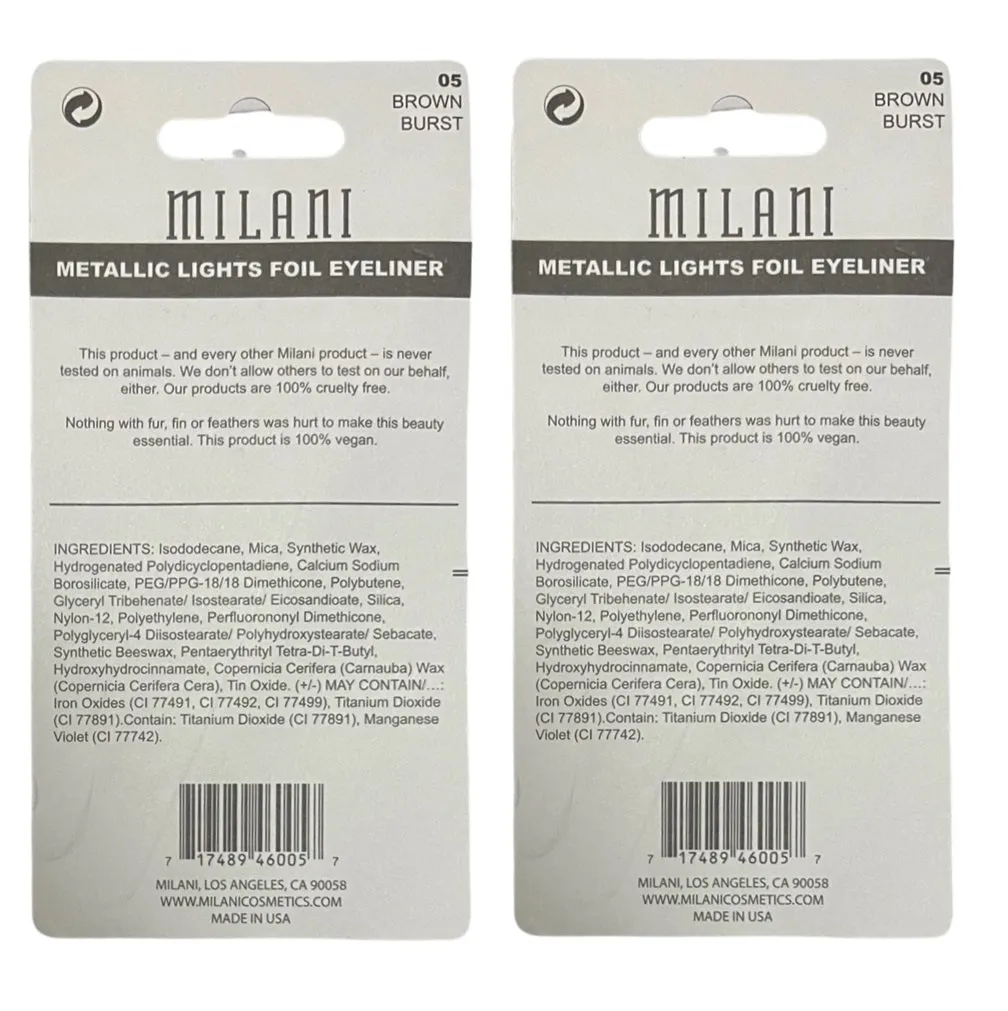 05
BROWN
BURST
MILANI
METALLIC LIGHTS FOIL EYELINER
This product – and every other Milani product – is never
tested on animals. We don't allow others to test on our behalf,
either. Our products are 100% cruelty free.
Nothing with fur, fin or feathers was hurt to make this beauty
essential. This product is 100% vegan.
INGREDIENTS: Isododecane, Mica, Synthetic Wax,
Hydrogenated Polydicyclopentadiene, Calcium Sodium
Borosilicate, PEG/PPG-18/18 Dimethicone, Polybutene,
Glyceryl Tribehenate/ Isostearate/ Eicosandioate, Silica,
Nylon-12, Polyethylene, Perfluorononyl Dimethicone,
Polyglyceryl-4 Diisostearate/ Polyhydroxystearate/ Sebacate,
Synthetic Beeswax, Pentaerythrityl Tetra-Di-T-Butyl,
Hydroxyhydrocinnamate, Copernicia Cerifera (Carnauba) Wax
(Copernicia Cerifera Cera), Tin Oxide. (+/-) MAY CONTAIN/...:
Iron Oxides (CI 77491, CI 77492, CI 77499), Titanium Dioxide
(CI 77891).Contain: Titanium Dioxide (CI 77891), Manganese
Violet (CI 77742).
7 17489 46005 7
MILANI, LOS ANGELES, CA 90058
WWW.MILANICOSMETICS.COM
MADE IN USA
05
BROWN
BURST
MILANI
METALLIC LIGHTS FOIL EYELINER
This product – and every other Milani product – is never
tested on animals. We don't allow others to test on our behalf,
either. Our products are 100% cruelty free.
Nothing with fur, fin or feathers was hurt to make this beauty
essential. This product is 100% vegan.
INGREDIENTS: Isododecane, Mica, Synthetic Wax,
Hydrogenated Polydicyclopentadiene, Calcium Sodium
Borosilicate, PEG/PPG-18/18 Dimethicone, Polybutene,
Glyceryl Tribehenate/ Isostearate/ Eicosandioate, Silica,
Nylon-12, Polyethylene, Perfluorononyl Dimethicone,
Polyglyceryl-4 Diisostearate/ Polyhydroxystearate/ Sebacate,
Synthetic Beeswax, Pentaerythrityl Tetra-Di-T-Butyl,
Hydroxyhydrocinnamate, Copernicia Cerifera (Carnauba) Wax
(Copernicia Cerifera Cera), Tin Oxide. (+/-) MAY CONTAIN/...:
Iron Oxides (CI 77491, CI 77492, CI 77499), Titanium Dioxide
(CI 77891).Contain: Titanium Dioxide (CI 77891), Manganese
Violet (CI 77742).
7 17489 46005 7
MILANI, LOS ANGELES, CA 90058
WWW.MILANICOSMETICS.COM
MADE IN USA